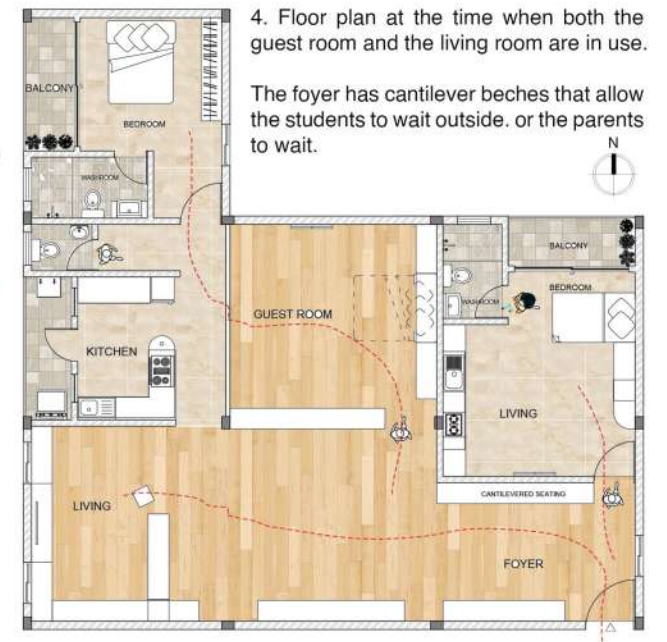 4. Floor plan at the time when both the
guest room and the living room are in use.
The foyer has cantilever beches that allow
the students to wait outside. or the parents
to wait.
N
BALCONY
BEDROOM
WASHROOM
BALCONY
BEDROOM
WASHROOM
GUEST ROOM
KITCHEN
LIVING
CANTILEVERED SEATING
LIVING
FOYER